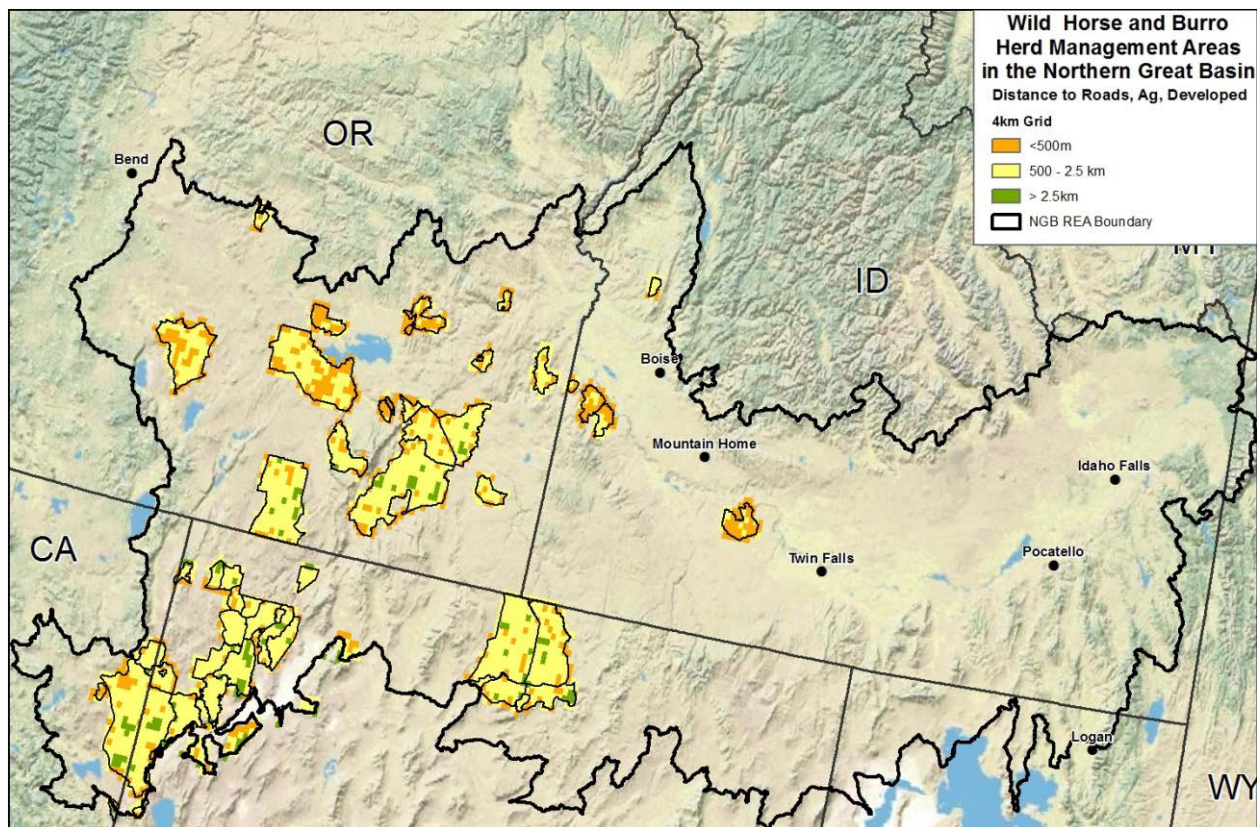 Wild Horse and Burro
Herd Management Areas
in the Northern Great Basin
Distance to Roads, Ag, Developed
4km Grid
<500m
500 - 2.5 km
> 2.5km
NGB REA Boundary
OR
Bend
ID
Boise
Mountain Home
Idaho Falls
CA
Twin Falls
Pocatello
Logan
WY